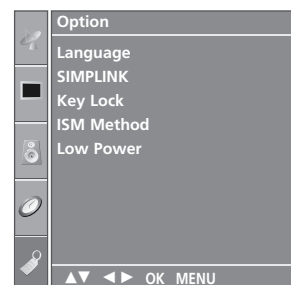 Option
Language
SIMPLINK
Key Lock
ISM Method
Low Power
▲▼ ◄► OK MENU